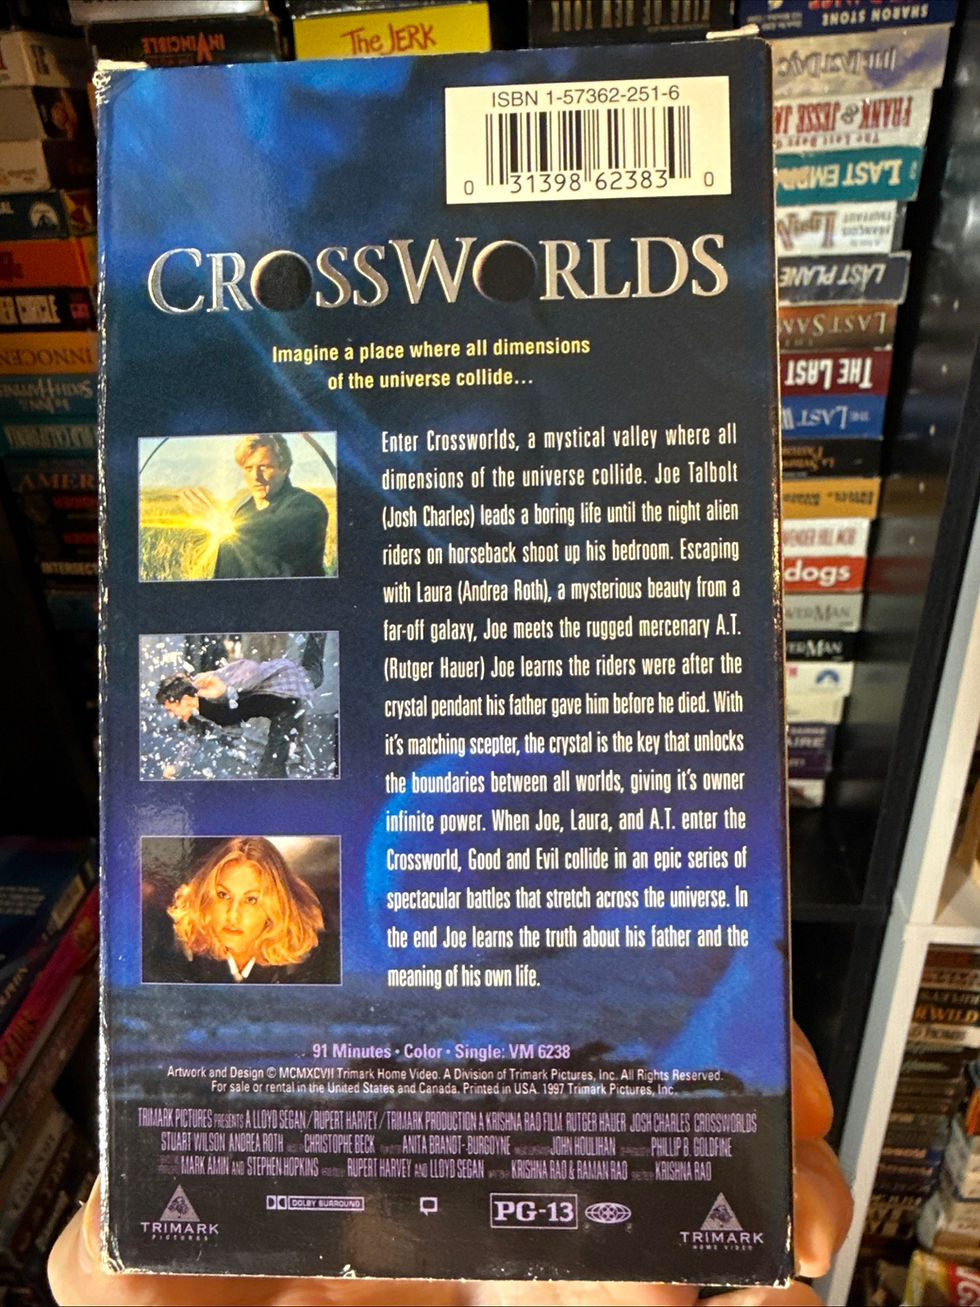 INVINCIBLE
The JERK
SHARON STONE
FRANK & JESSE JA
LAST EMP
LAST PLANE
LAST SAM
THE LAST
THE LAST
INNOCEN
AMER
INTERSEC
dogs
ISBN 1-57362-251-6
0 31398 62383 0
CROSSWORLDS
Imagine a place where all dimensions
of the universe collide...
Enter Crossworlds, a mystical valley where all
dimensions of the universe collide. Joe Talbolt
(Josh Charles) leads a boring life until the night alien
riders on horseback shoot up his bedroom. Escaping
with Laura (Andrea Roth), a mysterious beauty from a
far-off galaxy, Joe meets the rugged mercenary A.T.
(Rutger Hauer) Joe learns the riders were after the
crystal pendant his father gave him before he died. With
it's matching scepter, the crystal is the key that unlocks
the boundaries between all worlds, giving it's owner
infinite power. When Joe, Laura, and A.T. enter the
Crossworld, Good and Evil collide in an epic series of
spectacular battles that stretch across the universe. In
the end Joe learns the truth about his father and the
meaning of his own life.
91 Minutes • Color • Single: VM 6238
Artwork and Design © MCMXCVII Trimark Home Video. A Division of Trimark Pictures, Inc. All Rights Reserved.
For sale or rental in the United States and Canada. Printed in USA. 1997 Trimark Pictures, Inc.
TRIMARK PICTURES PRESENTS A LLOYD SEGAN/RUPERT HARVEY/TRIMARK PRODUCTION A KRISHNA RAO FILM RUTGER HAUER JOSH CHARLES CROSSWORLDS
STUART WILSON ANDREA ROTH CHRISTOPHE BECK ANITA BRANDT-BURGOYNE JOHN HOULIHAN PHILLIP B. GOLDFINE
MARK AMIN AND STEPHEN HOPKINS RUPERT HARVEY AND LLOYD SEGAN KRISHNA RAO & RAMAN RAO KRISHNA RAO
DOLBY SURROUND
PG-13
TRIMARK
PICTURES
TRIMARK
HOME VIDEO